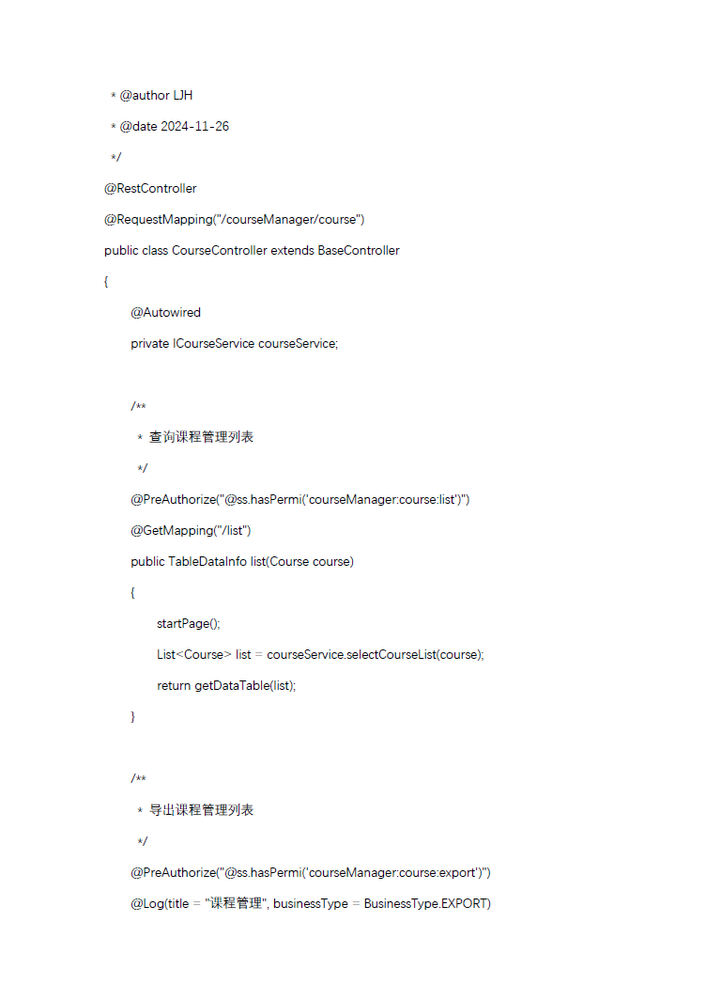 * @author LJH
* @date 2024-11-26
*/
@RestController
@RequestMapping("/courseManager/course")
public class CourseController extends BaseController
{
@Autowired
private ICourseService courseService;
/**
* 查询课程管理列表
*/
@PreAuthorize("@ss.hasPermi('courseManager:course:list')")
@GetMapping("/list")
public TableDataInfo list(Course course)
{
startPage();
List<Course> list = courseService.selectCourseList(course);
return getDataTable(list);
}
/**
* 导出课程管理列表
*/
@PreAuthorize("@ss.hasPermi('courseManager:course:export')")
@Log(title = "课程管理", businessType = BusinessType.EXPORT)